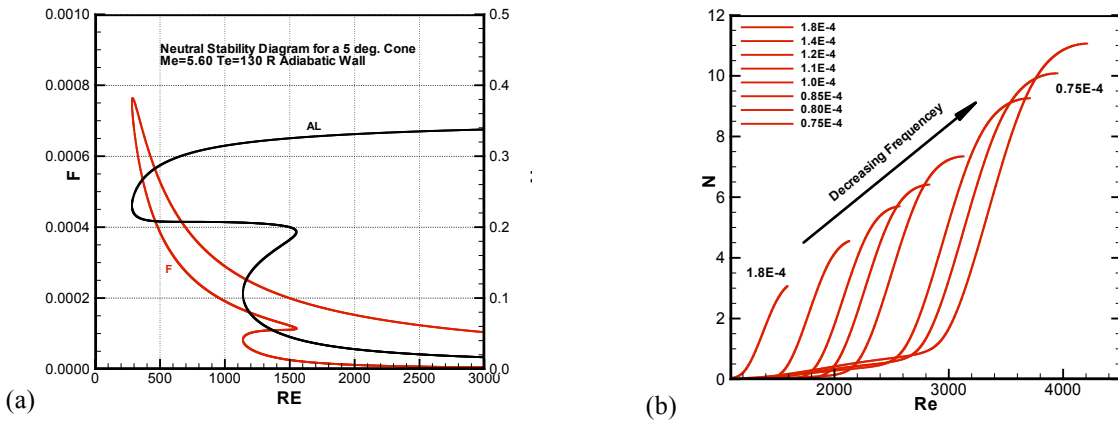 0.0010
0.5
Neutral Stability Diagram for a 5 deg. Cone
Me=5.60 Te=130 R Adiabatic Wall
0.0008
0.4
AL
0.0006
0.3
F
0.0004
0.2
F
0.0002
0.1
0.0000
0.0
0 500 1000 1500 2000 2500 3000
RE
(a)
12
1.8E-4
1.4E-4
1.2E-4
1.1E-4
1.0E-4
0.85E-4
0.80E-4
0.75E-4
10
0.75E-4
8
Decreasing Frequencey
N
6
4
1.8E-4
2
0
2000 3000 4000
Re
(b)